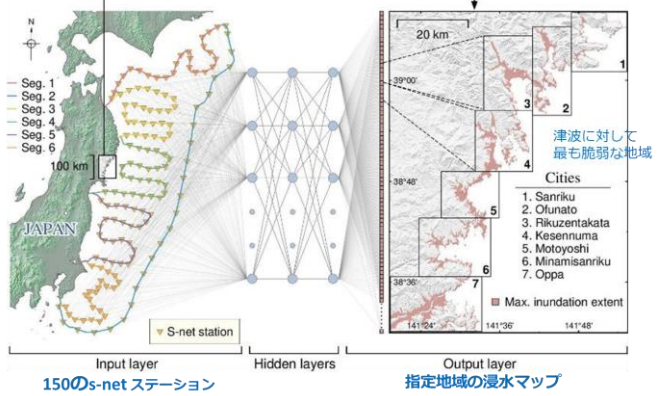 N
Seg. 1
Seg. 2
Seg. 3
Seg. 4
Seg. 5
Seg. 6
100 km
JAPAN
S-net station
Input layer
150のs-net ステーション
Hidden layers
20 km
39°00'
38°48'
38°36'
1
2
3
4
5
6
7
津波に対して
最も脆弱な地域
Cities
1. Sanriku
2. Ofunato
3. Rikuzentakata
4. Kesennuma
5. Motoyoshi
6. Minamisanriku
7. Oppa
Max. inundation extent
141°24' 141°36' 141°48'
Output layer
指定地域の浸水マップ